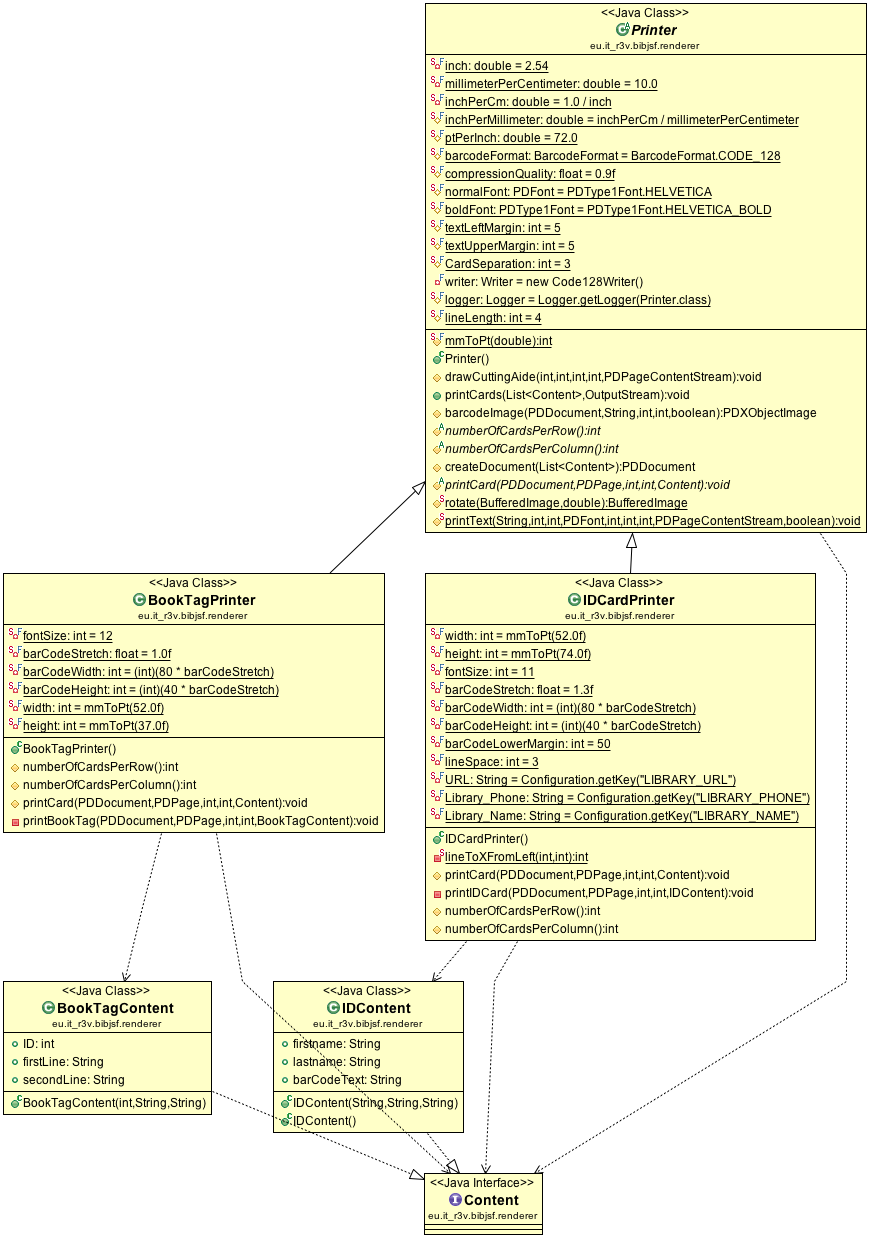 <<Java Class>>
Printer
eu.it_r3v.bibjsf.renderer
inch: double = 2.54
millimeterPerCentimeter: double = 10.0
inchPerCm: double = 1.0 / inch
inchPerMillimeter: double = inchPerCm / millimeterPerCentimeter
ptPerInch: double = 72.0
barcodeFormat: BarcodeFormat = BarcodeFormat.CODE_128
compressionQuality: float = 0.9f
normalFont: PDFont = PDType1Font.HELVETICA
boldFont: PDType1Font = PDType1Font.HELVETICA_BOLD
textLeftMargin: int = 5
textUpperMargin: int = 5
CardSeparation: int = 3
writer: Writer = new Code128Writer()
logger: Logger = Logger.getLogger(Printer.class)
lineLength: int = 4
mmToPt(double):int
Printer()
drawCuttingAide(int,int,int,int,PDPageContentStream):void
printCards(List<Content>,OutputStream):void
barcodeImage(PDDocument,String,int,int,boolean):PDXObjectImage
numberOfCardsPerRow():int
numberOfCardsPerColumn():int
createDocument(List<Content>):PDDocument
printCard(PDDocument,PDPage,int,int,Content):void
rotate(BufferedImage,double):BufferedImage
printText(String,int,int,PDFont,int,int,int,PDPageContentStream,boolean):void
<<Java Class>>
BookTagPrinter
eu.it_r3v.bibjsf.renderer
fontSize: int = 12
barCodeStretch: float = 1.0f
barCodeWidth: int = (int)(80 * barCodeStretch)
barCodeHeight: int = (int)(40 * barCodeStretch)
width: int = mmToPt(52.0f)
height: int = mmToPt(37.0f)
BookTagPrinter()
numberOfCardsPerRow():int
numberOfCardsPerColumn():int
printCard(PDDocument,PDPage,int,int,Content):void
printBookTag(PDDocument,PDPage,int,int,BookTagContent):void
<<Java Class>>
IDCardPrinter
eu.it_r3v.bibjsf.renderer
width: int = mmToPt(52.0f)
height: int = mmToPt(74.0f)
fontSize: int = 11
barCodeStretch: float = 1.3f
barCodeWidth: int = (int)(80 * barCodeStretch)
barCodeHeight: int = (int)(40 * barCodeStretch)
barCodeLowerMargin: int = 50
lineSpace: int = 3
URL: String = Configuration.getKey("LIBRARY_URL")
Library_Phone: String = Configuration.getKey("LIBRARY_PHONE")
Library_Name: String = Configuration.getKey("LIBRARY_NAME")
IDCardPrinter()
lineToXFromLeft(int,int):int
printCard(PDDocument,PDPage,int,int,Content):void
printIDCard(PDDocument,PDPage,int,int,IDContent):void
numberOfCardsPerRow():int
numberOfCardsPerColumn():int
<<Java Class>>
BookTagContent
eu.it_r3v.bibjsf.renderer
ID: int
firstLine: String
secondLine: String
BookTagContent(int,String,String)
<<Java Class>>
IDContent
eu.it_r3v.bibjsf.renderer
firstname: String
lastname: String
barCodeText: String
IDContent(String,String,String)
IDContent()
<<Java Interface>>
Content
eu.it_r3v.bibjsf.renderer